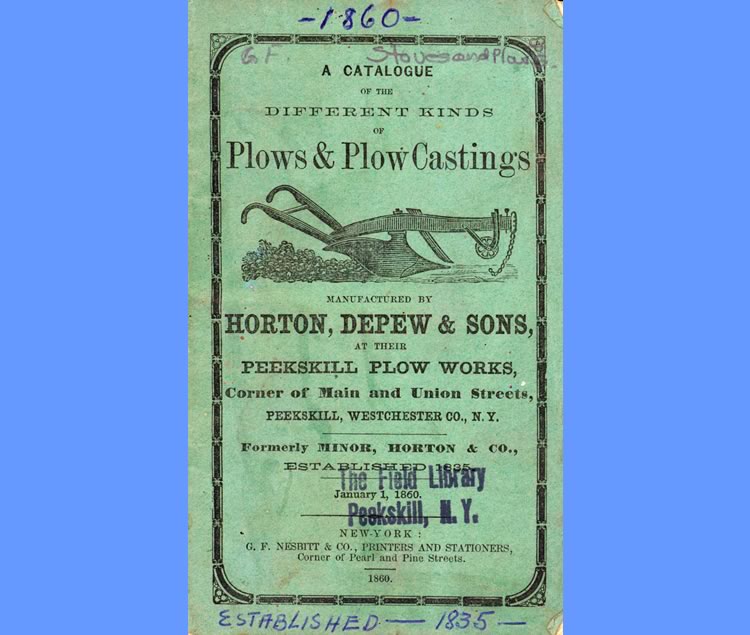 -1860-
G. F. Stoves and
A CATALOGUE
OF THE
DIFFERENT KINDS
OF
Plows & Plow Castings
MANUFACTURED BY
HORTON, DEPEW & SONS,
AT THEIR
PEEKSKILL PLOW WORKS,
Corner of Main and Union Streets,
PEEKSKILL, WESTCHESTER CO., N. Y.
Formerly MINOR, HORTON & CO.,
ESTABLISHED 1835.
The Field Library
January 1, 1860.
Peekskill, N. Y.
NEW-YORK:
G. F. NESBITT & CO., PRINTERS AND STATIONERS,
Corner of Pearl and Pine Streets.
1860.
ESTABLISHED — 1835 —